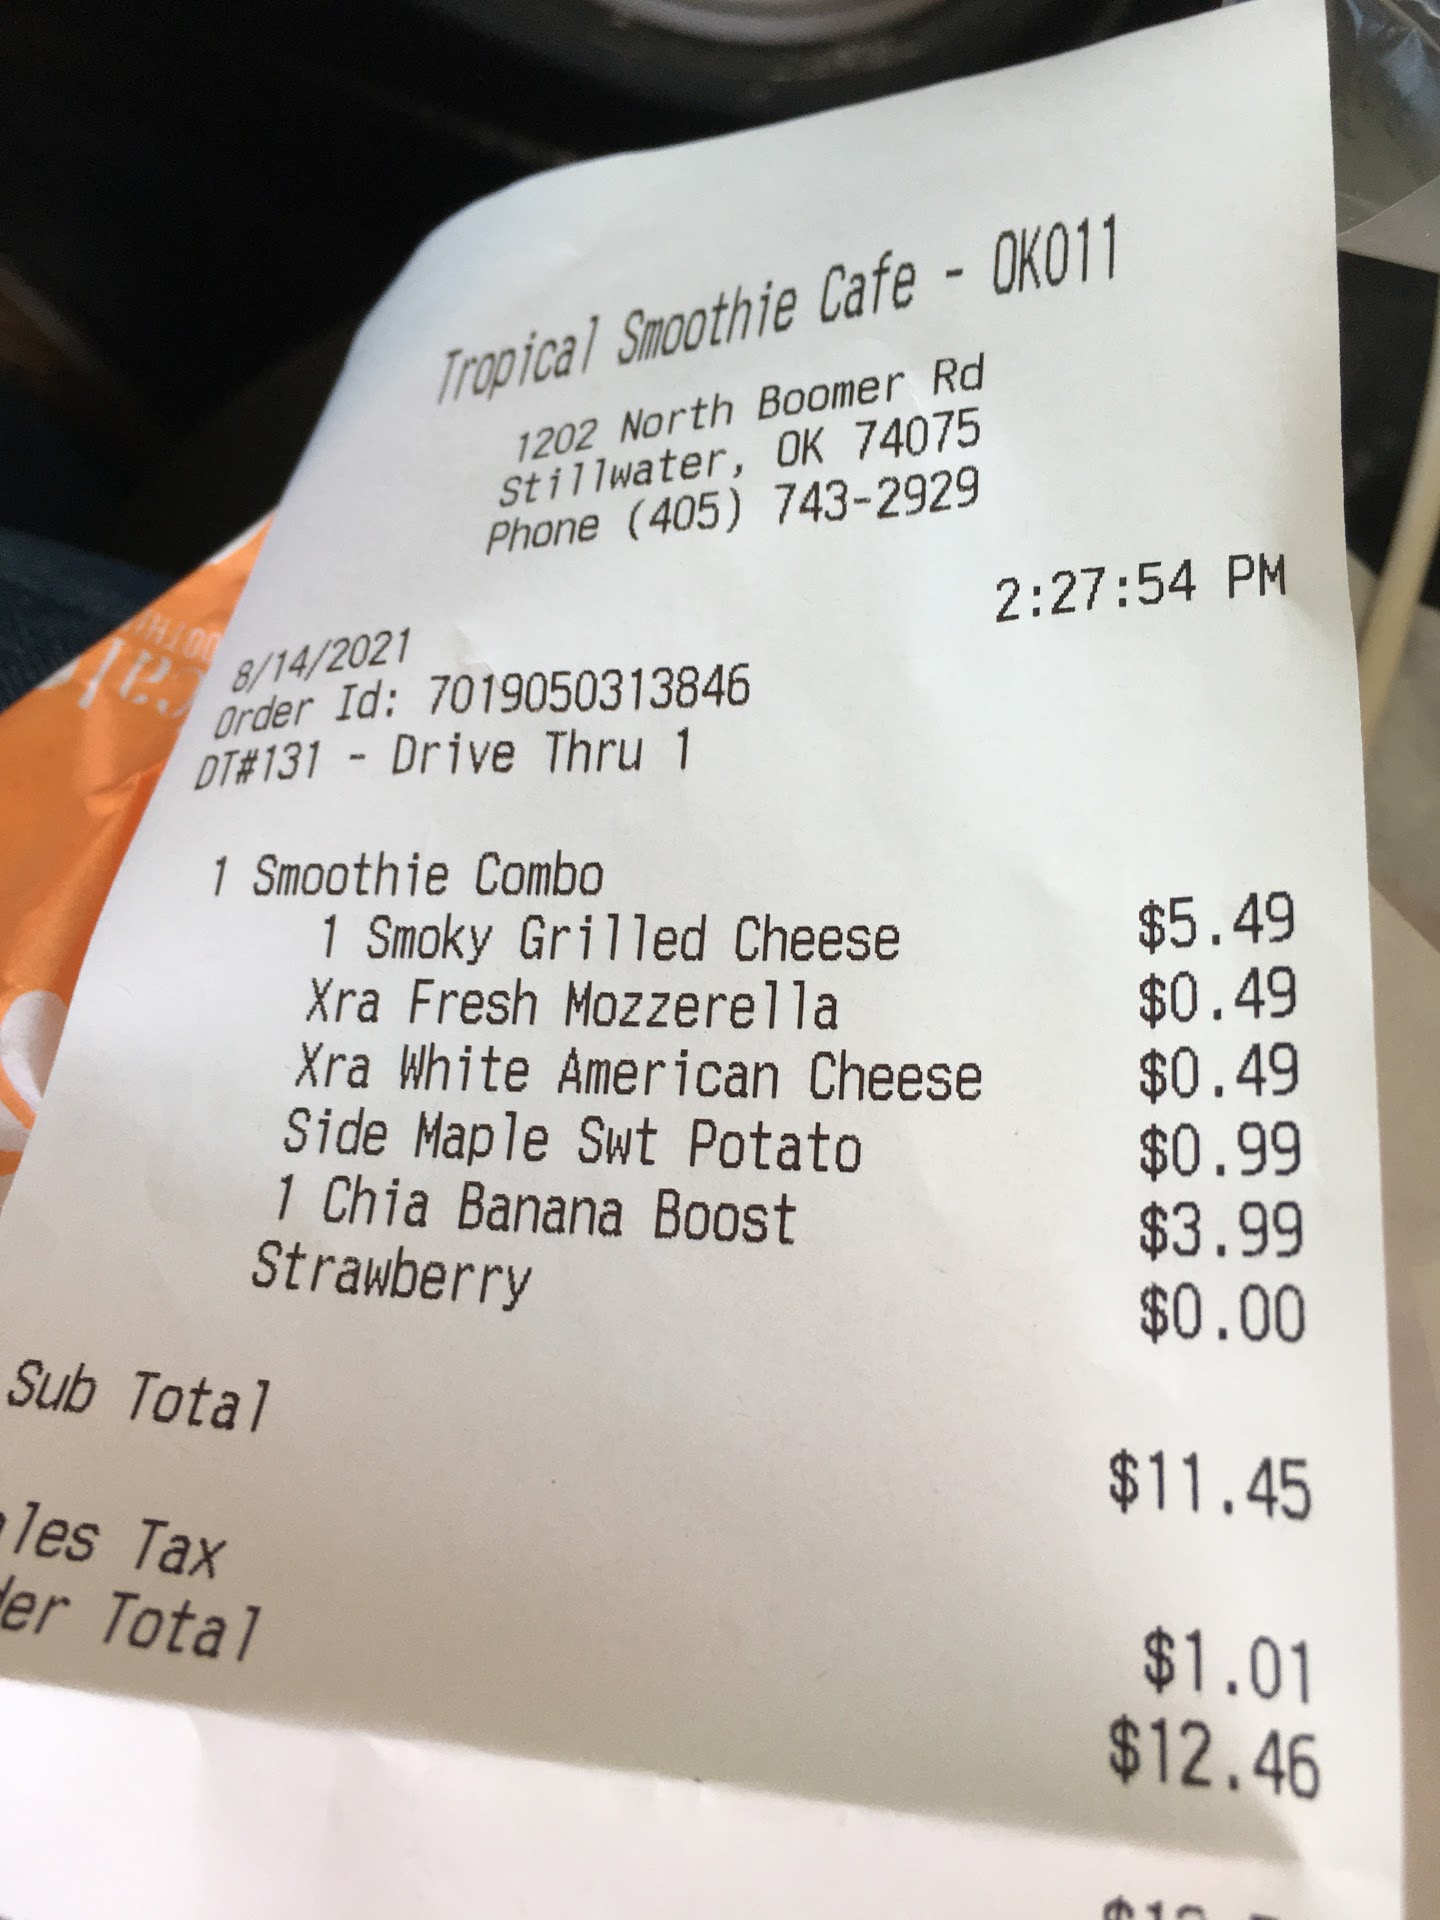 Tropical Smoothie Cafe - OK011
1202 North Boomer Rd
Stillwater, OK 74075
Phone (405) 743-2929
8/14/2021 2:27:54 PM
Order Id: 7019050313846
DT#131 - Drive Thru 1
1 Smoothie Combo
1 Smoky Grilled Cheese $5.49
Xra Fresh Mozzerella $0.49
Xra White American Cheese $0.49
Side Maple Swt Potato $0.99
1 Chia Banana Boost $3.99
Strawberry $0.00
Sub Total $11.45
ales Tax $1.01
der Total $12.46